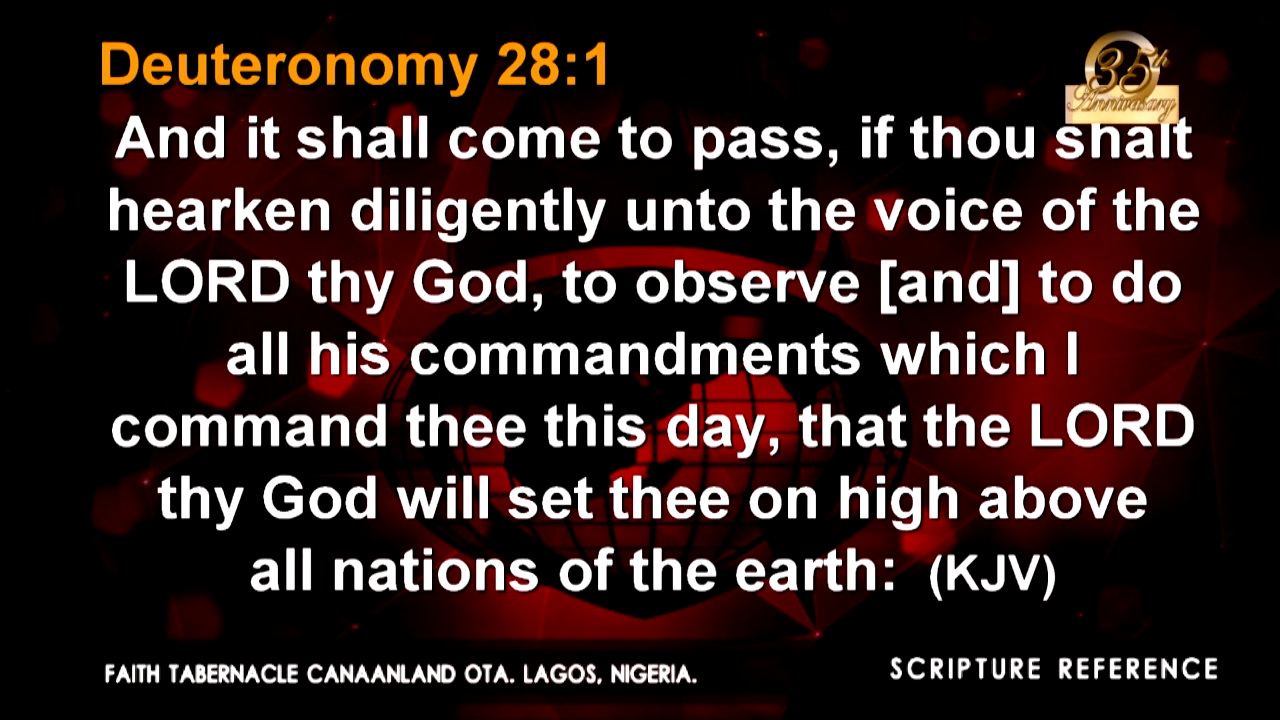 Deuteronomy 28:1
35th
Anniversary
And it shall come to pass, if thou shalt
hearken diligently unto the voice of the
LORD thy God, to observe [and] to do
all his commandments which I
command thee this day, that the LORD
thy God will set thee on high above
all nations of the earth: (KJV)
FAITH TABERNACLE CANAANLAND OTA. LAGOS, NIGERIA.
SCRIPTURE REFERENCE